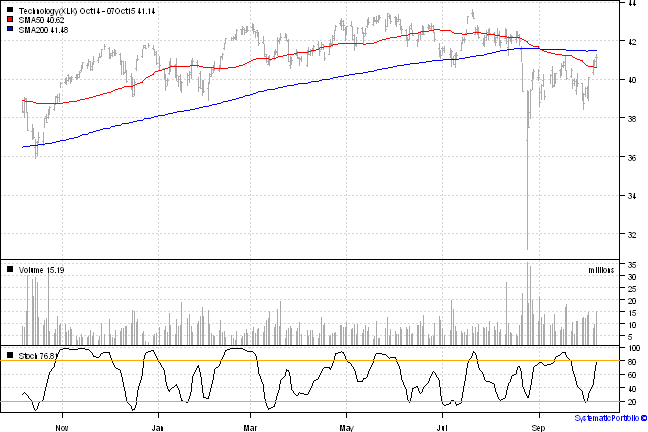 Technology(XLK) Oct14 - 07Oct15 41.14
SMA50 40.62
SMA200 41.48
44
42
40
38
36
34
32
Volume 15.19
millions
35
30
25
20
15
10
5
Stoch 76.81
100
80
60
40
20
Nov
Jan
Mar
May
Jul
Sep
SystematicPortfolio ©